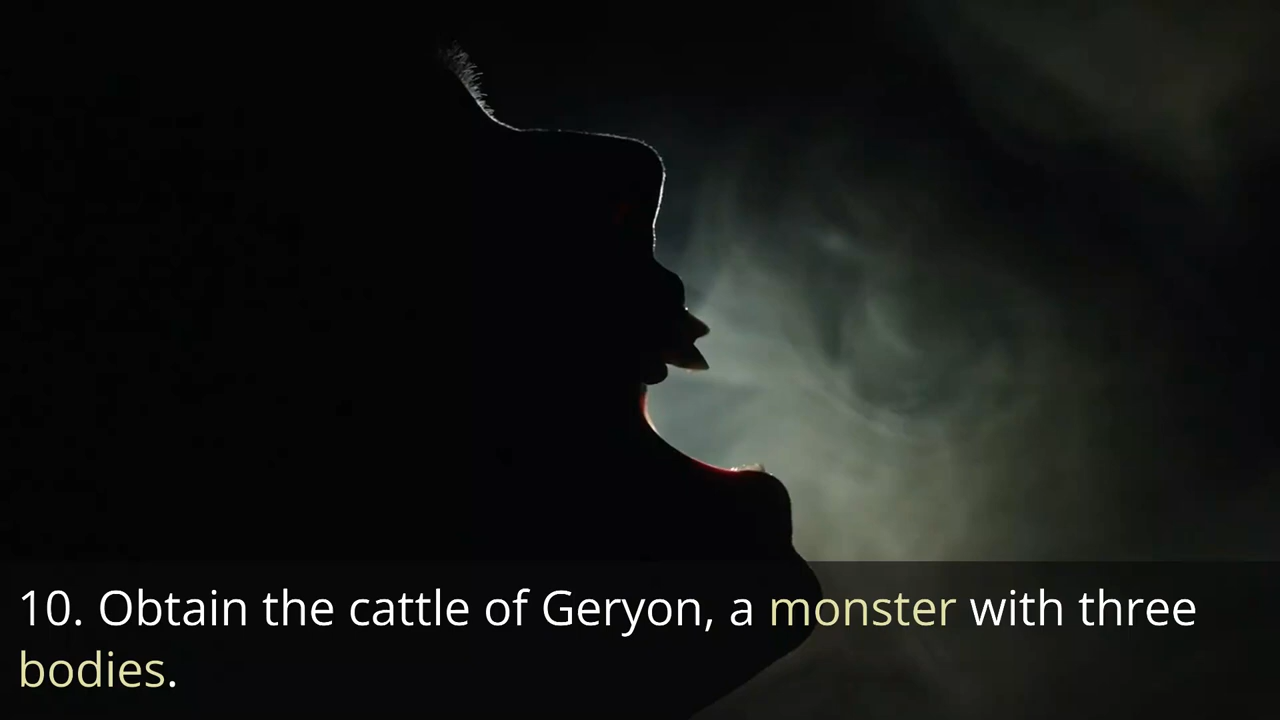 10. Obtain the cattle of Geryon, a monster with three
bodies.